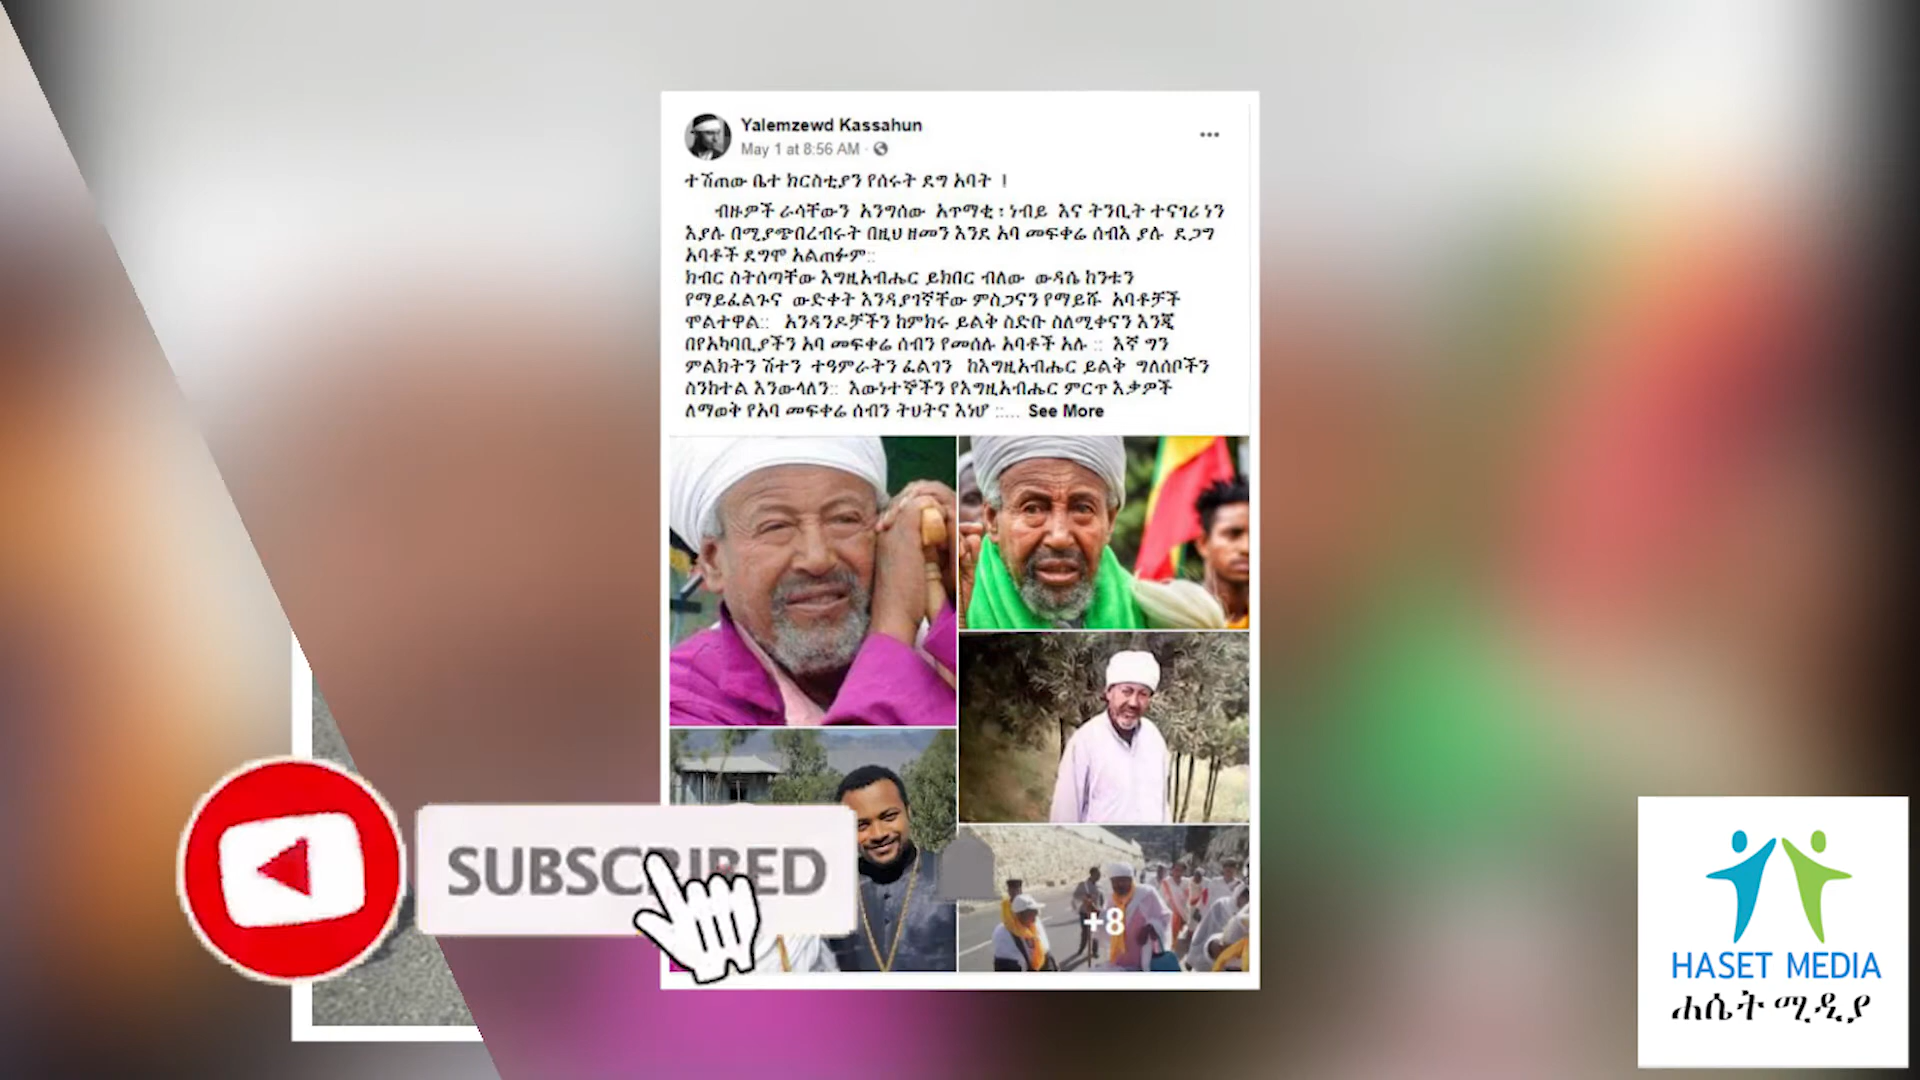 Yalemzewd Kassahun
May 1 at 8:56 AM ·
ተሽጠው ቤተ ክርስቲያን የሰሩት ደግ አባት !
ብዙዎች ራሳቸውን አንግሰው አጥማቂ ፣ ነብይ እና ትንቢት ተናገሪ ነን
እያሉ በሚያጭበረብሩት በዚህ ዘመን እንደ አባ መፍቀሬ ሰብእ ያሉ ደጋግ
አባቶች ደግሞ አልጠፉም።
ክብር ስትሰጣቸው እግዚአብሔር ይክበር ብለው ውዳሴ ከንቱን
የማይፈልጉና ውድቀት እንዳያገኛቸው ምስጋናን የማይሹ አባቶቻች
ሞልተዋል። አንዳንዶቻችን ከምክሩ ይልቅ ስድቡ ስለሚቀናን እንጂ
በየአካባቢያችን አባ መፍቀሬ ሰብን የመሰሉ አባቶች አሉ ። እኛ ግን
ምልክትን ሽተን ተዓምራትን ፈልገን ከእግዚአብሔር ይልቅ ግለሰቦችን
ስንከተል እንውላለን። እውነተኞችን የእግዚአብሔር ምርጥ እቃዎች
ለማወቅ የአባ መፍቀሬ ሰብን ትህትና እነሆ ።... See More
+8
SUBSCRIBED
HASET MEDIA
ሐሴት ሚዲያ